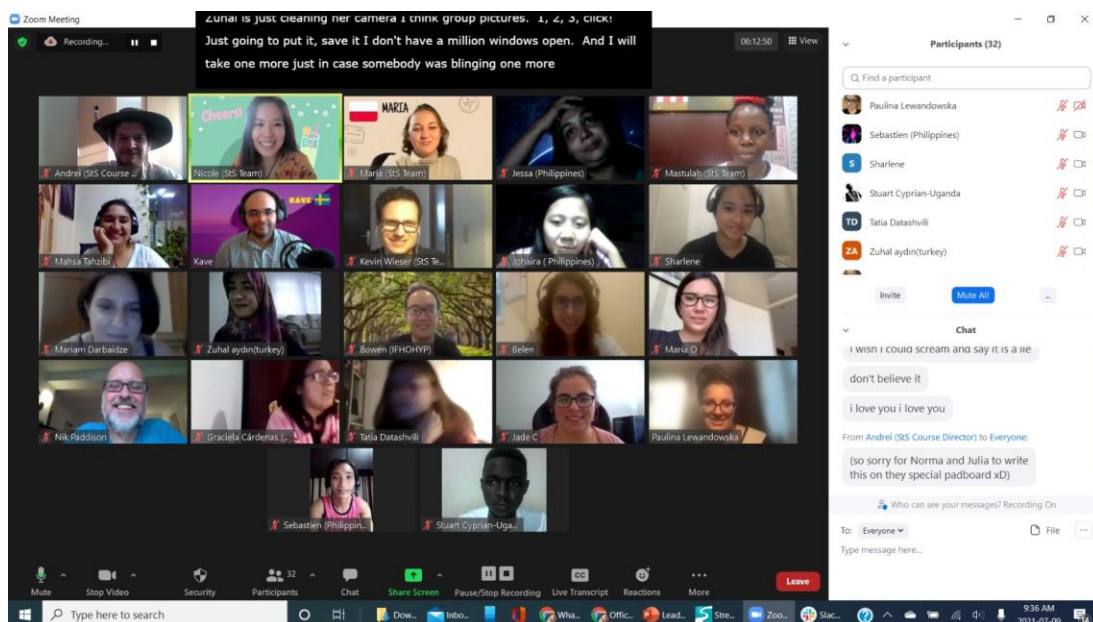 Zoom Meeting
Zuhal is just cleaning her camera I think group pictures. 1, 2, 3, click!
Just going to put it, save it I don't have a million windows open. And I will
take one more just in case somebody was blinging one more
Recording...
06:12:50
View
Cheers!
MARIA
Andrei (StS Course ...
Nicole (StS Team)
Maria (StS Team)
Jessa (Philippines)
Mastulah (StS Team)
KAVE
Mahsa Tahzibi
Kave
Kevin Wieser (StS Te...
Johaira ( Philippines)
Sharlene
Mariam Darbaidze
Zuhal aydın(turkey)
Bowen (IFHOHYP)
Belen
Maria O
Nik Paddison
Graciela Cárdenas (...
Tatia Datashvili
Jade C
Paulina Lewandowska
Sebastien (Philippin...
Stuart Cyprian-Uga...
Mute
Stop Video
Security
32
Participants
Chat
Share Screen
Pause/Stop Recording
CC
Live Transcript
Reactions
More
Leave
Participants (32)
Find a participant
Paulina Lewandowska
Sebastien (Philippines)
S
Sharlene
Stuart Cyprian-Uganda
TD
Tatia Datashvili
ZA
Zuhal aydın(turkey)
Invite
Mute All
...
Chat
I wish I could scream and say it is a lie
don't believe it
i love you i love you
From Andrei (StS Course Director) to Everyone:
(so sorry for Norma and Julia to write
this on they special padboard xD)
Who can see your messages? Recording On
To: Everyone
File
Type message here...
Type here to search
Dow...
Inbo...
Wha...
Offic...
Lead...
Stre...
Zoo...
Slac...
9:36 AM
2021-07-09